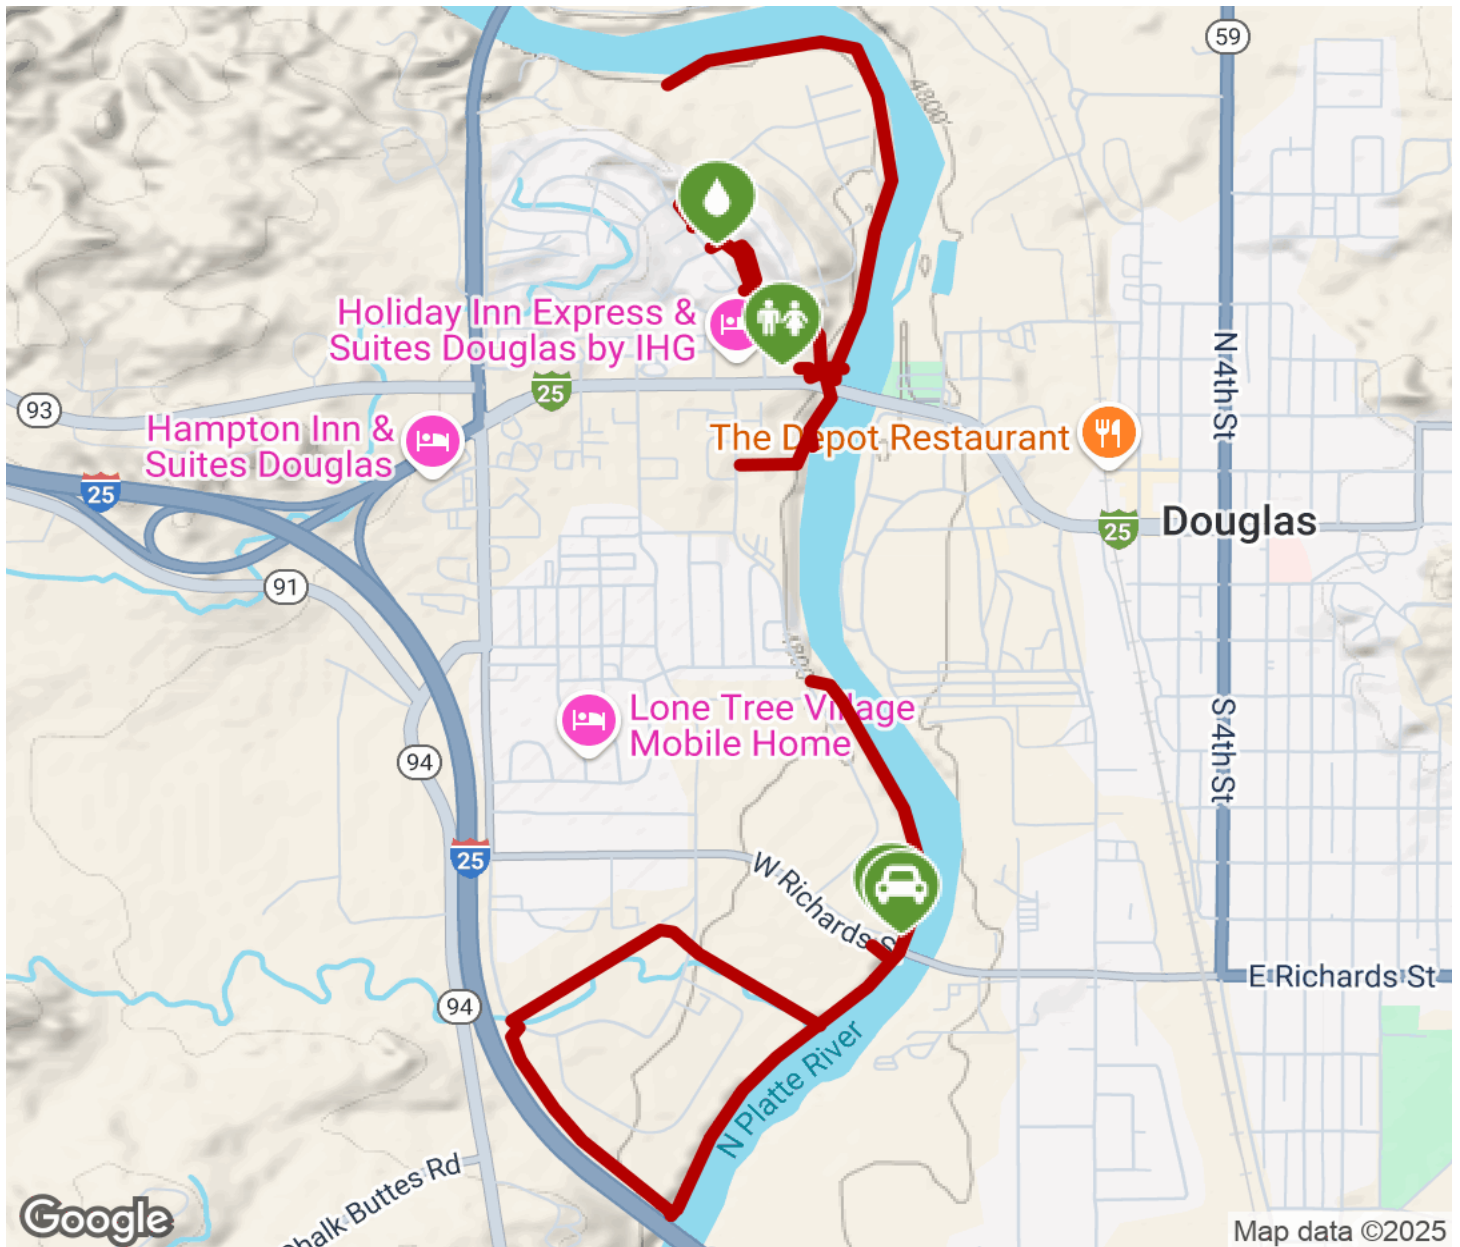 59
4800
Holiday Inn Express &
Suites Douglas by IHG
N 4th St
25
93
Hampton Inn &
Suites Douglas
The Depot Restaurant
25
25
Douglas
91
Lone Tree Village
Mobile Home
S 4th St
94
25
W Richards S
E Richards St
94
N Platte River
Chalk Buttes Rd
Google
Map data ©2025